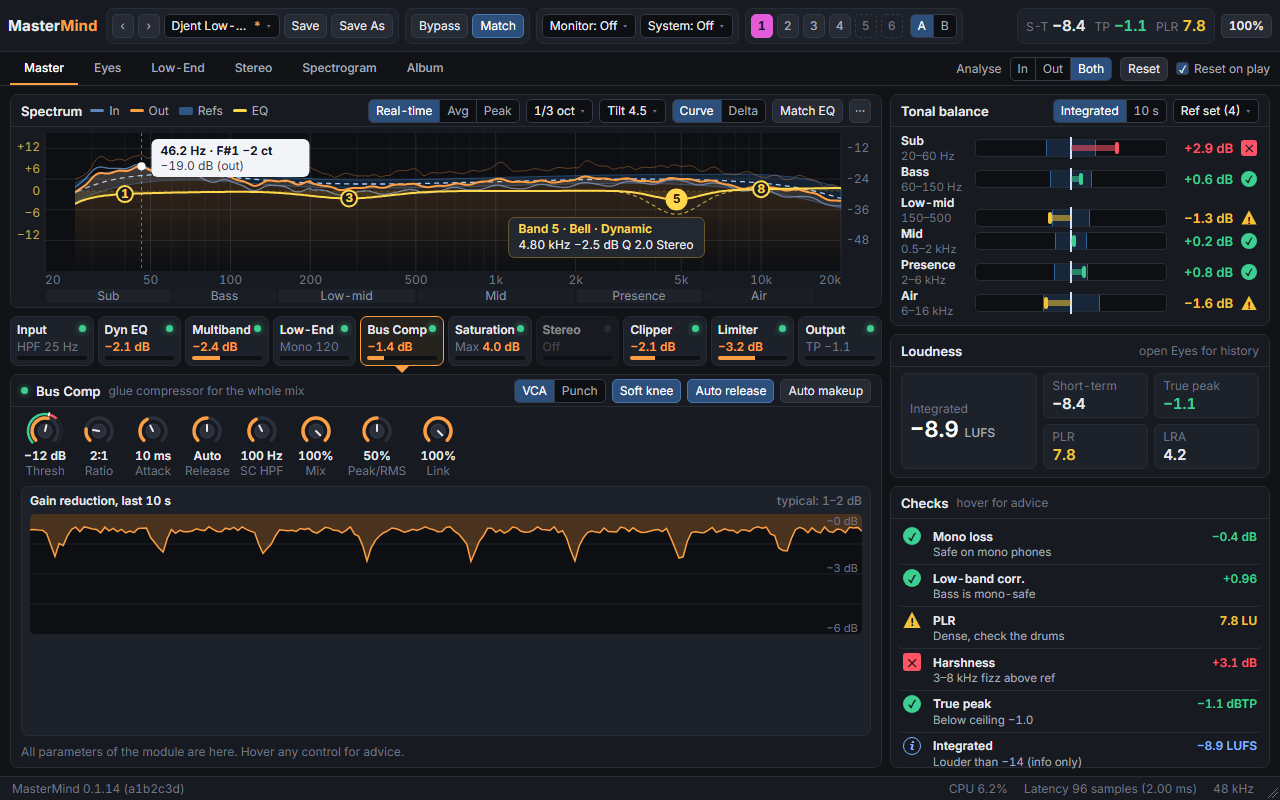 MasterMind ‹ › Djent Low-... * Save Save As Bypass Match Monitor: Off System: Off 1 2 3 4 5 6 A B S-T −8.4 TP −1.1 PLR 7.8 100%
Master Eyes Low-End Stereo Spectrogram Album Analyse In Out Both Reset Reset on play
Spectrum In Out Refs EQ Real-time Avg Peak 1/3 oct Tilt 4.5 Curve Delta Match EQ ...
+12
+6
0
−6
−12
46.2 Hz · F#1 −2 ct
−19.0 dB (out)
1
3
5
8
Band 5 · Bell · Dynamic
4.80 kHz −2.5 dB Q 2.0 Stereo
−12
−24
−36
−48
20 50 100 200 500 1k 2k 5k 10k 20k
Sub Bass Low-mid Mid Presence Air
Input
HPF 25 Hz
Dyn EQ
−2.1 dB
Multiband
−2.4 dB
Low-End
Mono 120
Bus Comp
−1.4 dB
Saturation
Max 4.0 dB
Stereo
Off
Clipper
−2.1 dB
Limiter
−3.2 dB
Output
TP −1.1
Bus Comp glue compressor for the whole mix VCA Punch Soft knee Auto release Auto makeup
−12 dB 2:1 10 ms Auto 100 Hz 100% 50% 100%
Thresh Ratio Attack Release SC HPF Mix Peak/RMS Link
Gain reduction, last 10 s typical: 1–2 dB
−0 dB
−3 dB
−6 dB
All parameters of the module are here. Hover any control for advice.
Tonal balance Integrated 10 s Ref set (4)
Sub
20–60 Hz
+2.9 dB
Bass
60–150 Hz
+0.6 dB
Low-mid
150–500
−1.3 dB
Mid
0.5–2 kHz
+0.2 dB
Presence
2–6 kHz
+0.8 dB
Air
6–16 kHz
−1.6 dB
Loudness open Eyes for history
Integrated
−8.9 LUFS
Short-term
−8.4
True peak
−1.1
PLR
7.8
LRA
4.2
Checks hover for advice
Mono loss −0.4 dB
Safe on mono phones
Low-band corr. +0.96
Bass is mono-safe
PLR 7.8 LU
Dense, check the drums
Harshness +3.1 dB
3–8 kHz fizz above ref
True peak −1.1 dBTP
Below ceiling −1.0
Integrated −8.9 LUFS
Louder than −14 (info only)
MasterMind 0.1.14 (a1b2c3d) CPU 6.2% Latency 96 samples (2.00 ms) 48 kHz